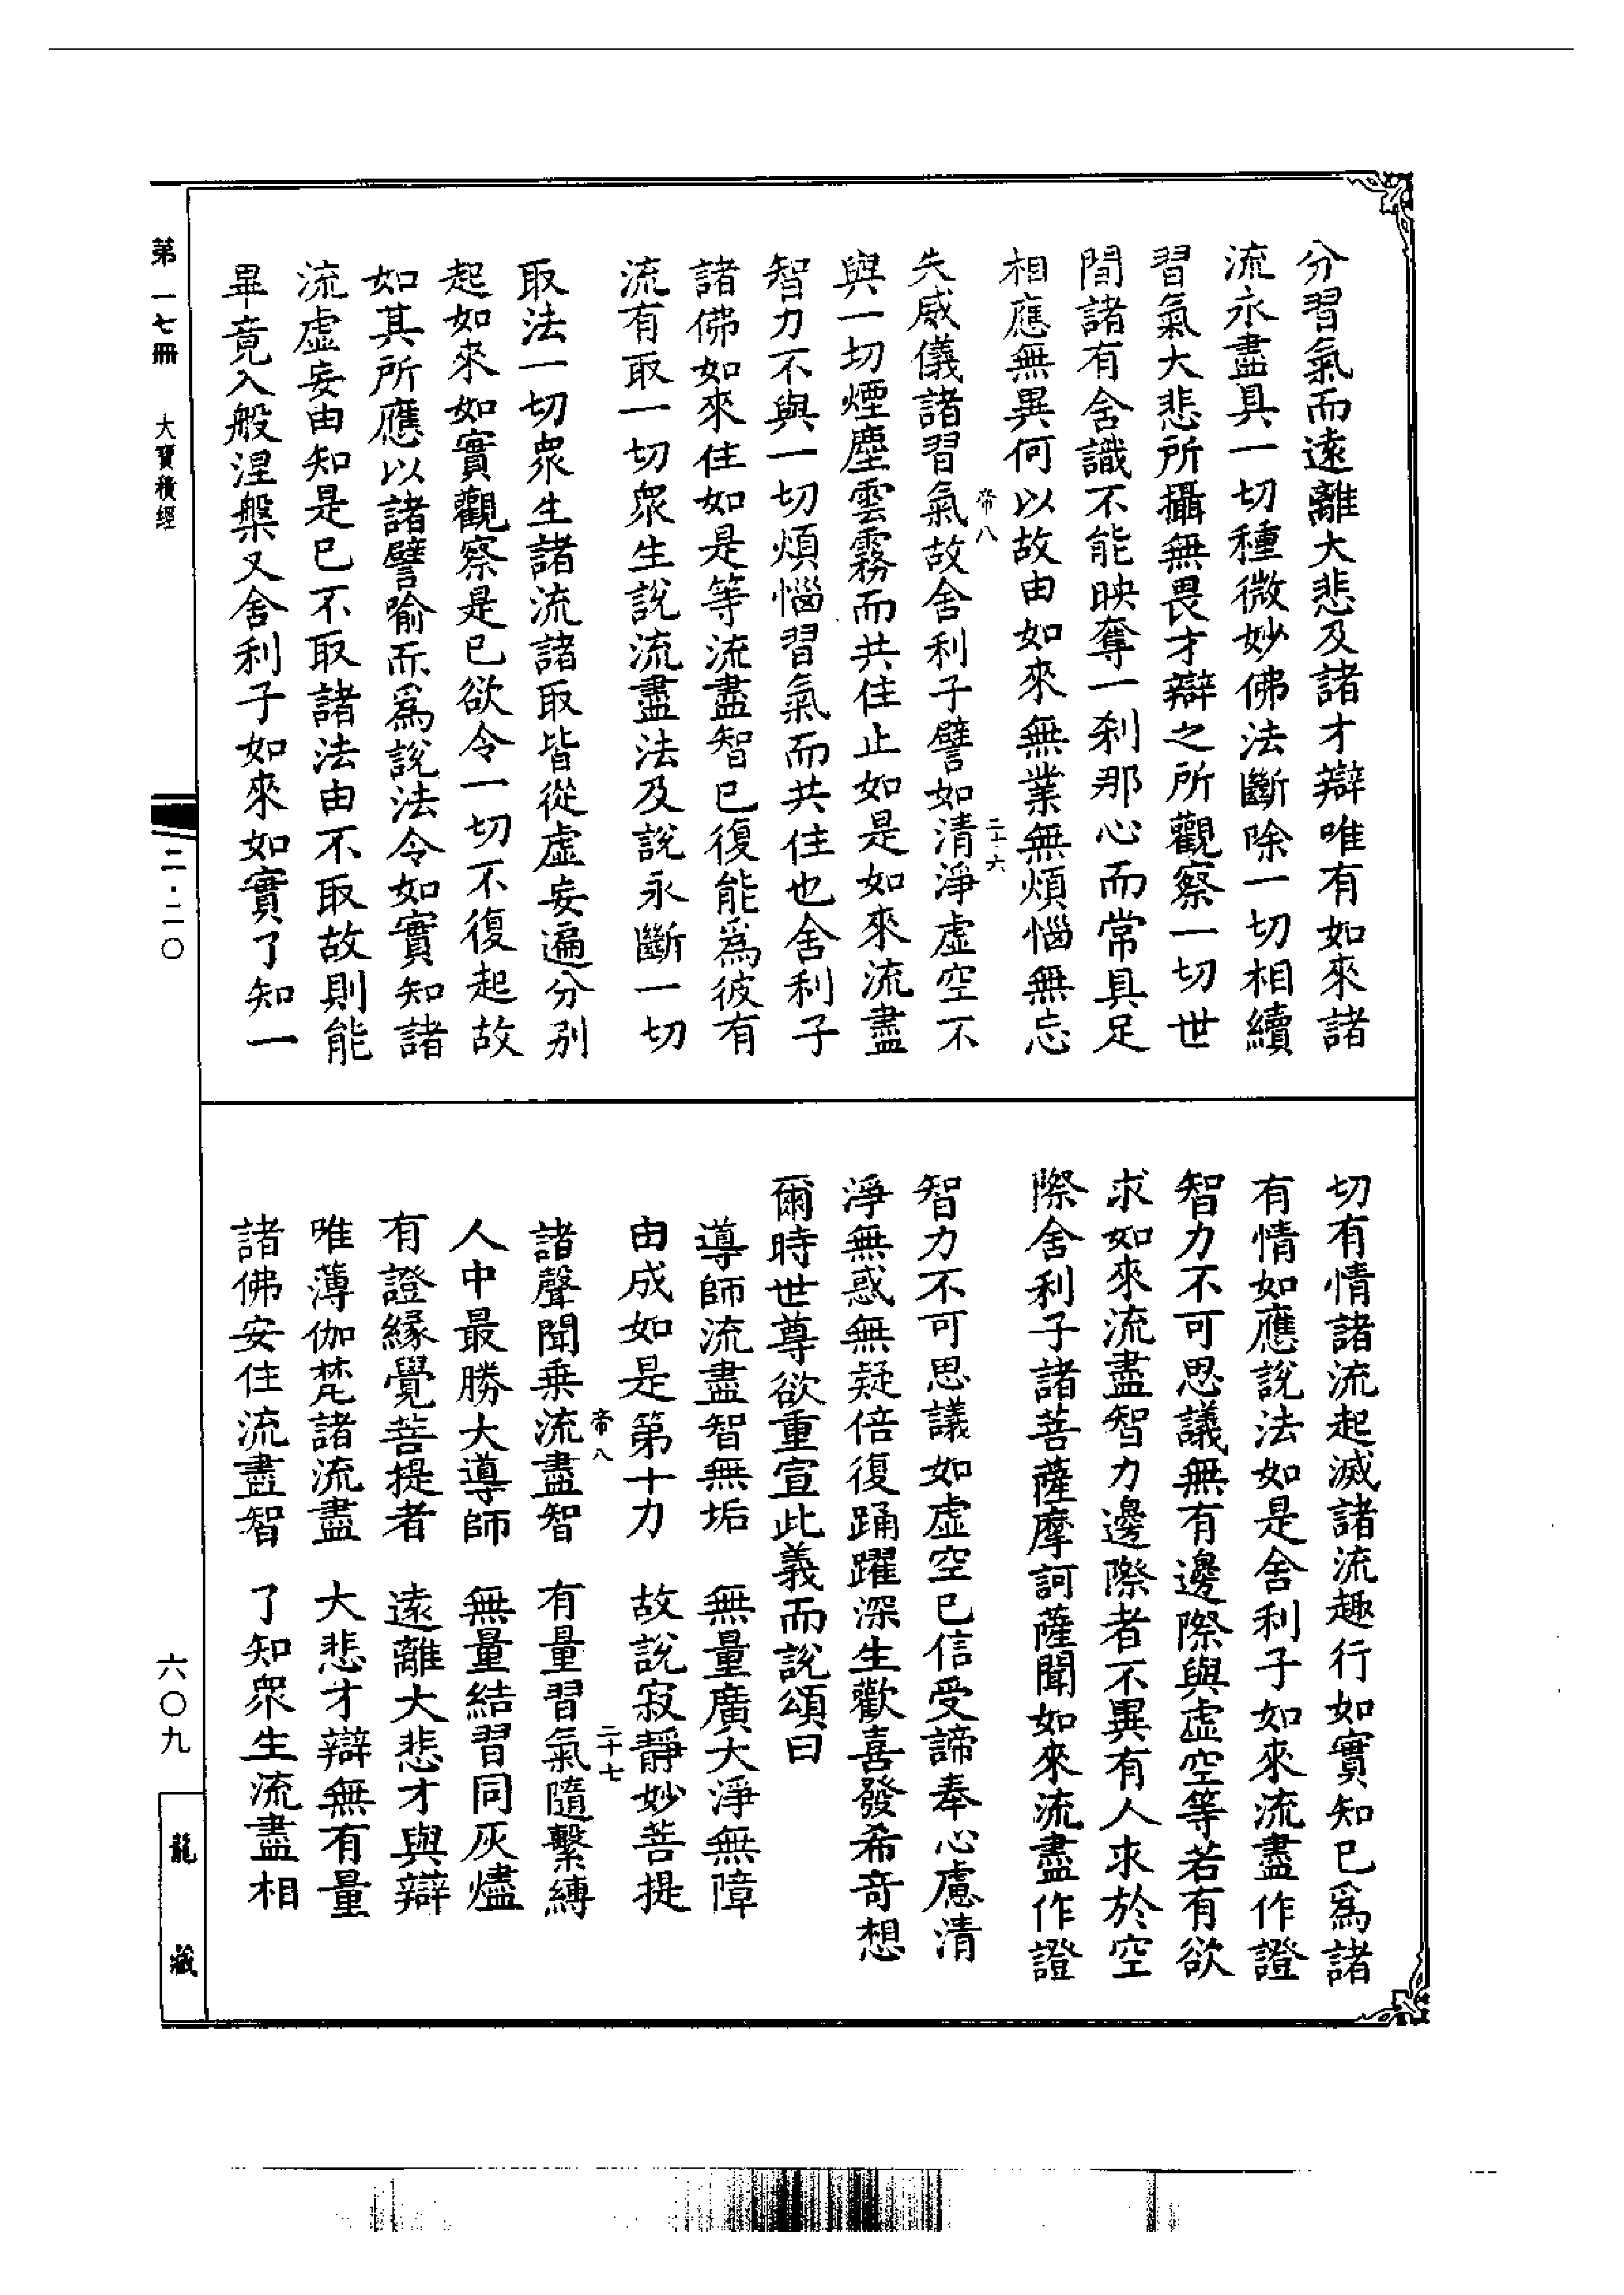 分習氣而遠離大悲及諸才辯唯有如來諸
流永盡具一切種微妙佛法斷除一切相續
習氣大悲所攝無畏才辯之所觀察一切世
間諸有含識不能映奪一剎那心而常具足
相應無異何以故由如來無業無煩惱無忘
帝八
二十六
失威儀諸習氣故舍利子譬如清淨虛空不
與一切煙塵雲霧而共住止如是如來流盡
智力不與一切煩惱習氣而共住也舍利子
諸佛如來住如是等流盡智已復能爲彼有
流有取一切眾生說流盡法及說永斷一切
取法一切眾生諸流諸取皆從虛妄遍分別
起如來如實觀察是已欲令一切不復起故
如其所應以諸譬喻而爲說法令如實知諸
流虛妄由知是已不取諸法由不取故則能
畢竟入般涅槃又舍利子如來如實了知一
切有情諸流起滅諸流趣行如實知已爲諸
有情如應說法如是舍利子如來流盡作證
智力不可思議無有邊際與虛空等若有欲
求如來流盡智力邊際者不異有人求於空
際舍利子諸菩薩摩訶薩聞如來流盡作證
智力不可思議如虛空已信受諦奉心慮清
淨無惑無疑倍復踊躍深生歡喜發希奇想
爾時世尊欲重宣此義而說頌曰
導師流盡智無垢　無量廣大淨無障
由成如是第十力　故說寂靜妙菩提
帝八
二十七
諸聲聞乘流盡智　有量習氣隨繫縛
人中最勝大導師　無量結習同灰燼
有證緣覺菩提者　遠離大悲才與辯
唯薄伽梵諸流盡　大悲才辯無有量
諸佛安住流盡智　了知眾生流盡相
第一七冊　大寶積經
二·二〇
六〇九
龍藏